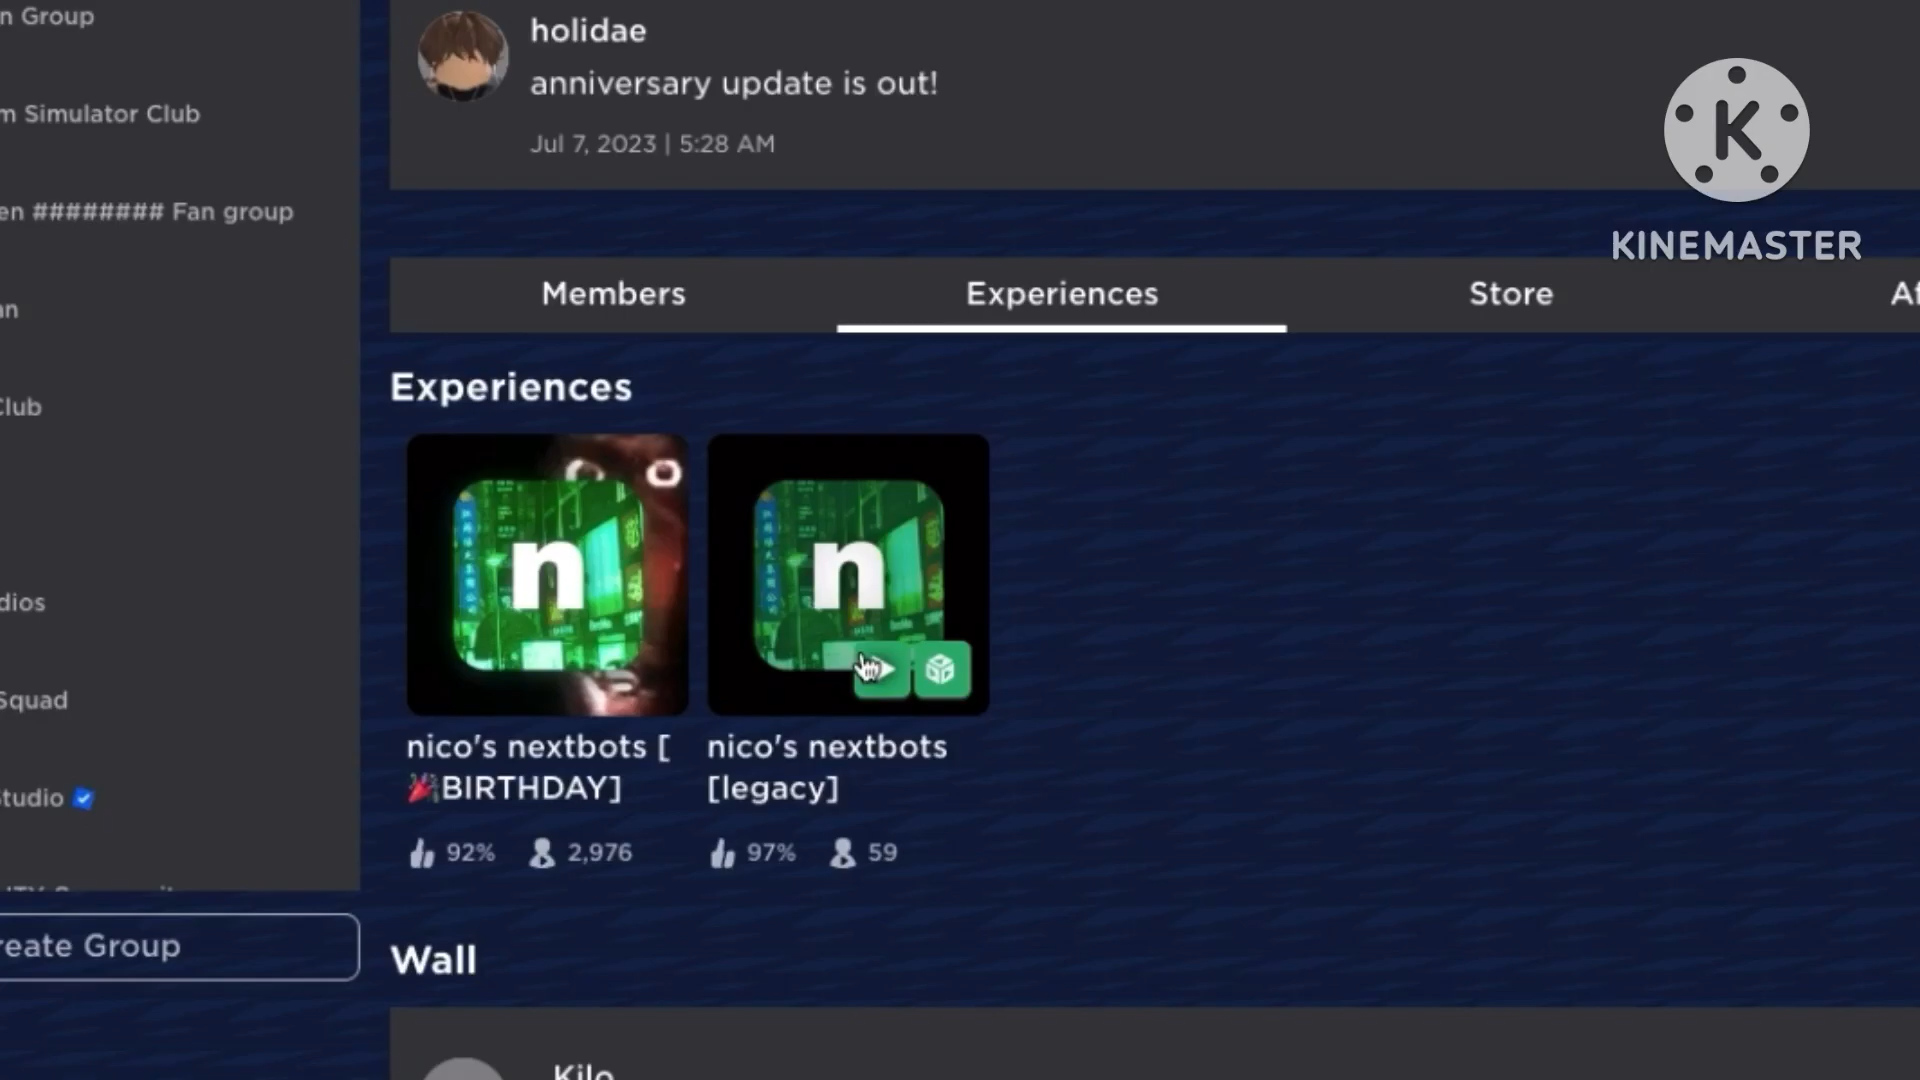 n Group
m Simulator Club
en ######## Fan group
an
Club
dios
Squad
Studio
reate Group
holidae
anniversary update is out!
Jul 7, 2023 | 5:28 AM
K
KINEMASTER
Members
Experiences
Store
Af
Experiences
n
n
nico's nextbots [
🎉BIRTHDAY]
92%
2,976
nico's nextbots
[legacy]
97%
59
Wall
Kilo